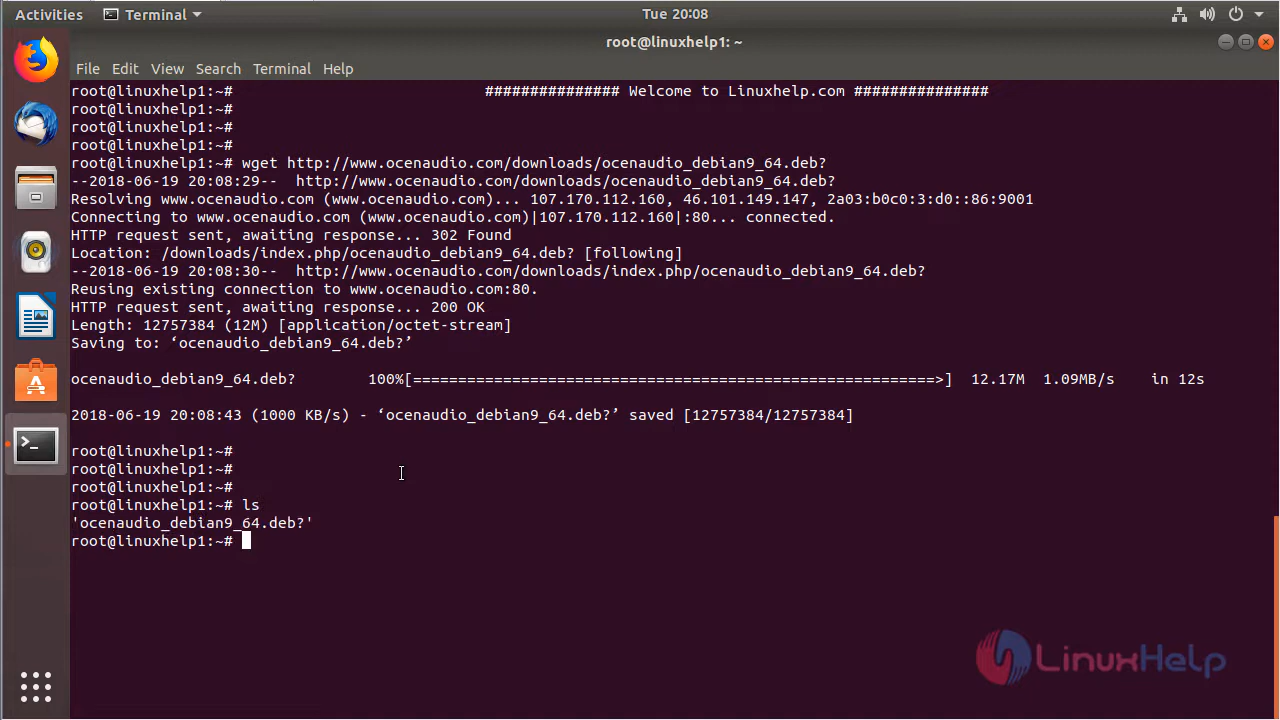 Activities Terminal Tue 20:08
root@linuxhelp1: ~
File Edit View Search Terminal Help
root@linuxhelp1:~# ############### Welcome to Linuxhelp.com ###############
root@linuxhelp1:~#
root@linuxhelp1:~#
root@linuxhelp1:~#
root@linuxhelp1:~# wget http://www.ocenaudio.com/downloads/ocenaudio_debian9_64.deb?
--2018-06-19 20:08:29--  http://www.ocenaudio.com/downloads/ocenaudio_debian9_64.deb?
Resolving www.ocenaudio.com (www.ocenaudio.com)... 107.170.112.160, 46.101.149.147, 2a03:b0c0:3:d0::86:9001
Connecting to www.ocenaudio.com (www.ocenaudio.com)|107.170.112.160|:80... connected.
HTTP request sent, awaiting response... 302 Found
Location: /downloads/index.php/ocenaudio_debian9_64.deb? [following]
--2018-06-19 20:08:30--  http://www.ocenaudio.com/downloads/index.php/ocenaudio_debian9_64.deb?
Reusing existing connection to www.ocenaudio.com:80.
HTTP request sent, awaiting response... 200 OK
Length: 12757384 (12M) [application/octet-stream]
Saving to: ‘ocenaudio_debian9_64.deb?’
ocenaudio_debian9_64.deb? 100%[==========================================================>] 12.17M 1.09MB/s in 12s
2018-06-19 20:08:43 (1000 KB/s) - ‘ocenaudio_debian9_64.deb?’ saved [12757384/12757384]
root@linuxhelp1:~#
root@linuxhelp1:~#
root@linuxhelp1:~#
root@linuxhelp1:~# ls
'ocenaudio_debian9_64.deb?'
root@linuxhelp1:~#
LinuxHelp